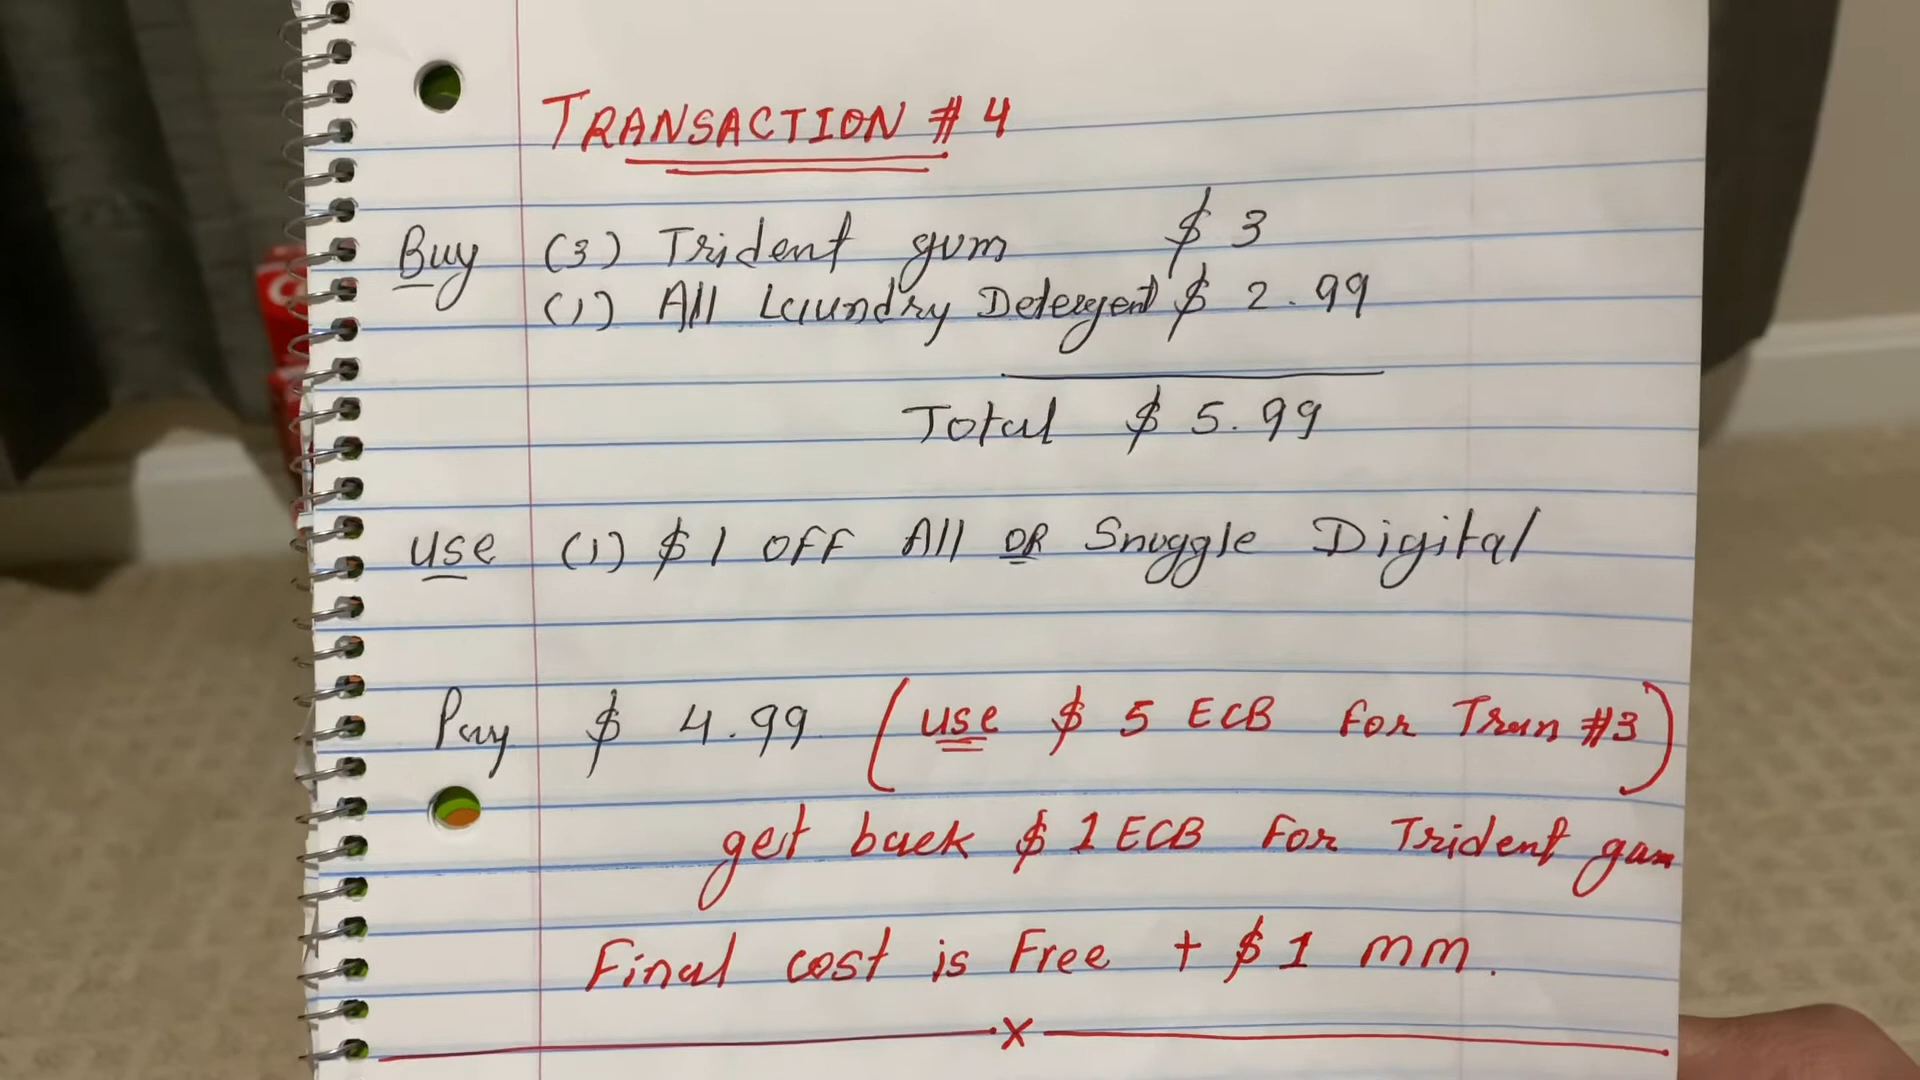 TRANSACTION # 4
Buy (3) Trident gum $ 3
(1) All Laundry Detergent $ 2.99
Total $ 5.99
use (1) $ 1 OFF All OR Snuggle Digital
Pay $ 4.99 (use $ 5 ECB For Tran #3)
get back $ 1 ECB For Trident gum
Final cost is Free + $ 1 mm.
X